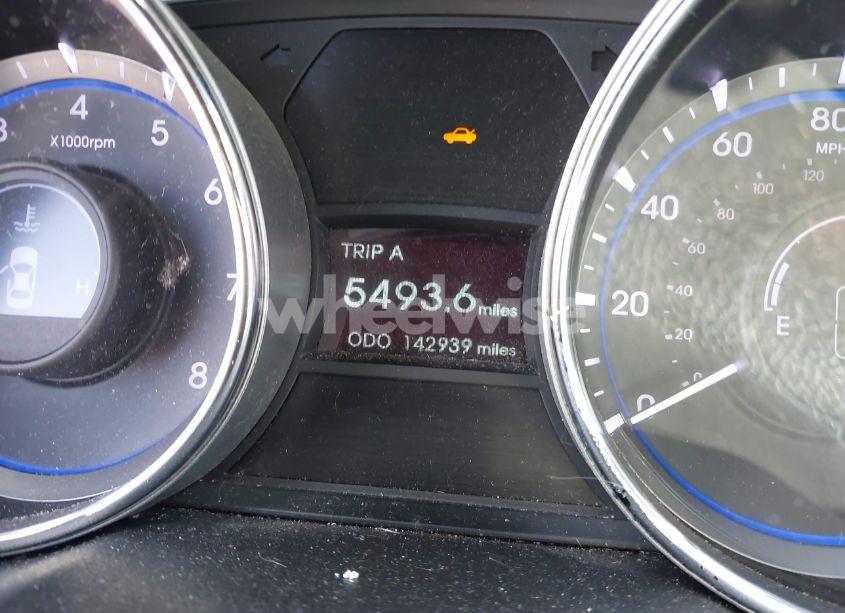 3 4 5 6 7 8
X1000rpm
H
TRIP A
5493.6 miles
ODO 142939 miles
wheelwise
0 20 40 60 80
MPH
0 20 40 60 80 100 120
E